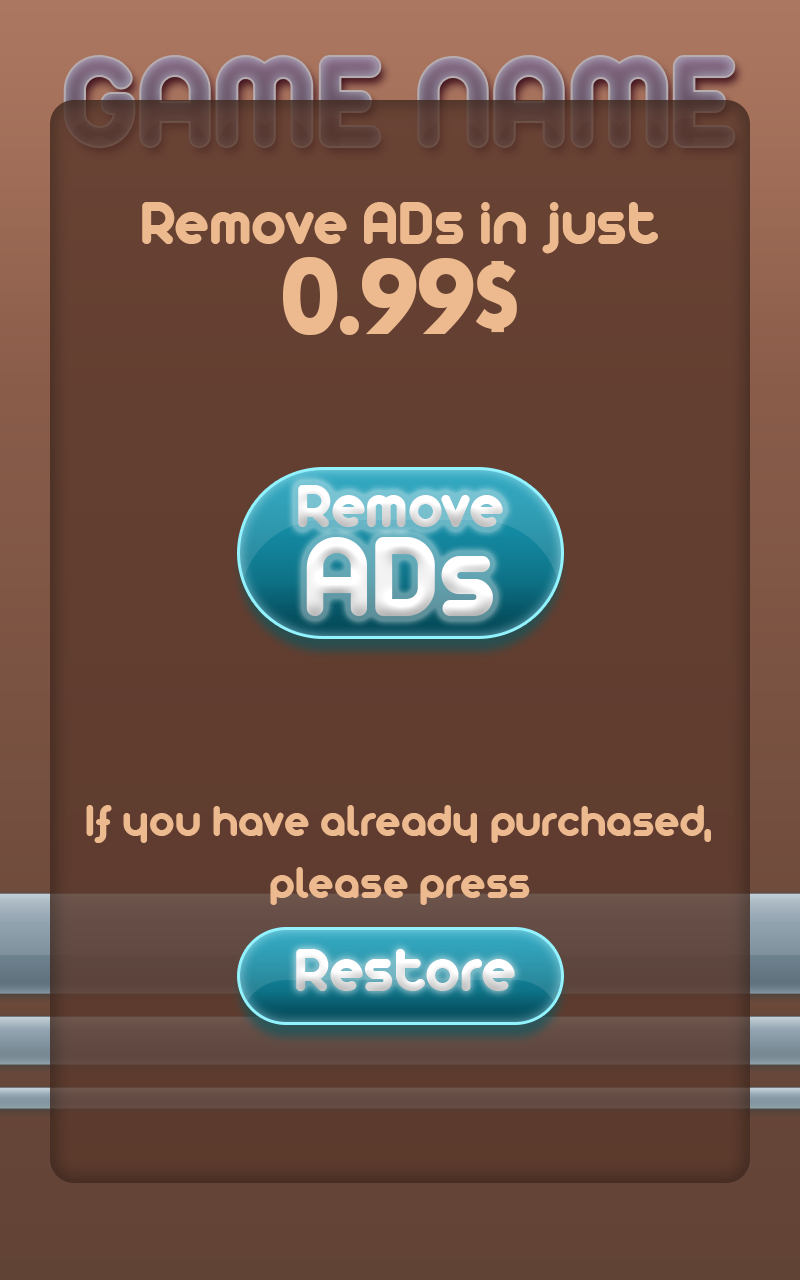 GAME NAME
Remove ADs in just
0.99$
Remove
ADs
If you have already purchased,
please press
Restore